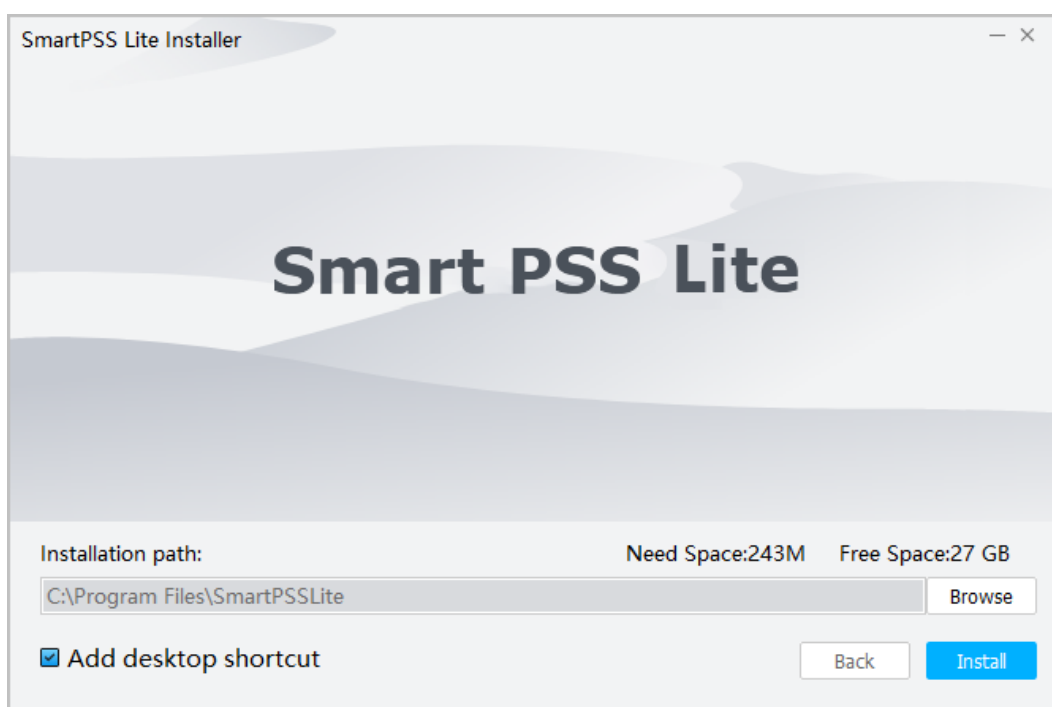 SmartPSS Lite Installer
Smart PSS Lite
Installation path: Need Space:243M Free Space:27 GB
C:\Program Files\SmartPSSLite Browse
Add desktop shortcut Back Install